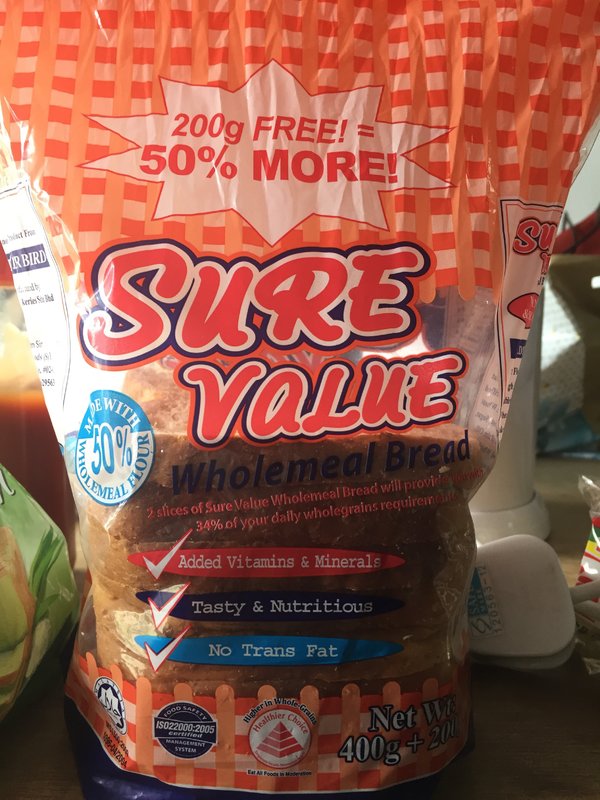 200g FREE! =
50% MORE!
SURE
VALUE
Wholemeal Bread
MADE WITH
50%
WHOLEMEAL FLOUR
2 slices of Sure Value Wholemeal Bread will provide
34% of your daily wholegrains
Added Vitamins & Minerals
Tasty & Nutritious
No Trans Fat
FOOD SAFETY
ISO22000:2005
certified
MANAGEMENT
SYSTEM
Higher in Whole-Grains
Healthier Choice
Eat All Foods in Moderation
Net Wt
400g + 200
BIRD